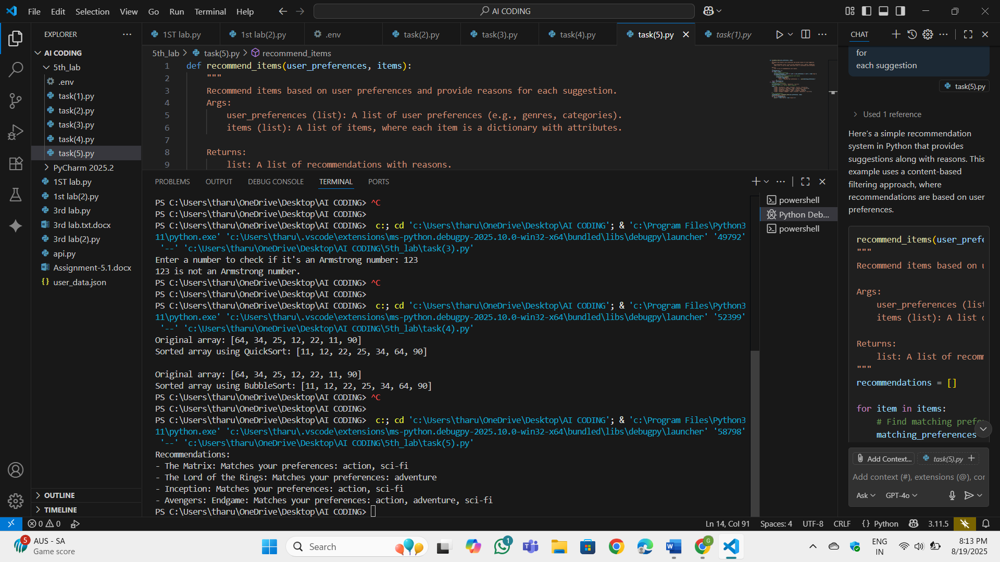 File Edit Selection View Go Run Terminal Help
AI CODING
EXPLORER
AI CODING
5th_lab
.env
task(1).py
task(2).py
task(3).py
task(4).py
task(5).py
PyCharm 2025.2
1ST lab.py
1st lab(2).py
3rd lab.py
3rd lab.txt.docx
3rd lab(2).py
api.py
Assignment-5.1.docx
user_data.json
OUTLINE
TIMELINE
1ST lab.py 1st lab(2).py .env task(2).py task(3).py task(4).py task(5).py task(1).py
5th_lab > task(5).py > recommend_items
1 def recommend_items(user_preferences, items):
2 """
3 Recommend items based on user preferences and provide reasons for each suggestion.
4 Args:
5 user_preferences (list): A list of user preferences (e.g., genres, categories).
6 items (list): A list of items, where each item is a dictionary with attributes.
7
8 Returns:
9 list: A list of recommendations with reasons.
PROBLEMS OUTPUT DEBUG CONSOLE TERMINAL PORTS
PS C:\Users\tharu\OneDrive\Desktop\AI CODING> ^C
PS C:\Users\tharu\OneDrive\Desktop\AI CODING>
PS C:\Users\tharu\OneDrive\Desktop\AI CODING>  c:; cd 'c:\Users\tharu\OneDrive\Desktop\AI CODING'; & 'c:\Program Files\Python3
11\python.exe' 'c:\Users\tharu\.vscode\extensions\ms-python.debugpy-2025.10.0-win32-x64\bundled\libs\debugpy\launcher' '49792'
'--' 'c:\Users\tharu\OneDrive\Desktop\AI CODING\5th_lab\task(3).py'
Enter a number to check if it's an Armstrong number: 123
123 is not an Armstrong number.
PS C:\Users\tharu\OneDrive\Desktop\AI CODING> ^C
PS C:\Users\tharu\OneDrive\Desktop\AI CODING>
PS C:\Users\tharu\OneDrive\Desktop\AI CODING>  c:; cd 'c:\Users\tharu\OneDrive\Desktop\AI CODING'; & 'c:\Program Files\Python3
11\python.exe' 'c:\Users\tharu\.vscode\extensions\ms-python.debugpy-2025.10.0-win32-x64\bundled\libs\debugpy\launcher' '52399'
'--' 'c:\Users\tharu\OneDrive\Desktop\AI CODING\5th_lab\task(4).py'
Original array: [64, 34, 25, 12, 22, 11, 90]
Sorted array using QuickSort: [11, 12, 22, 25, 34, 64, 90]
Original array: [64, 34, 25, 12, 22, 11, 90]
Sorted array using BubbleSort: [11, 12, 22, 25, 34, 64, 90]
PS C:\Users\tharu\OneDrive\Desktop\AI CODING> ^C
PS C:\Users\tharu\OneDrive\Desktop\AI CODING>
PS C:\Users\tharu\OneDrive\Desktop\AI CODING>  c:; cd 'c:\Users\tharu\OneDrive\Desktop\AI CODING'; & 'c:\Program Files\Python3
11\python.exe' 'c:\Users\tharu\.vscode\extensions\ms-python.debugpy-2025.10.0-win32-x64\bundled\libs\debugpy\launcher' '58798'
'--' 'c:\Users\tharu\OneDrive\Desktop\AI CODING\5th_lab\task(5).py'
Recommendations:
- The Matrix: Matches your preferences: action, sci-fi
- The Lord of the Rings: Matches your preferences: adventure
- Inception: Matches your preferences: action, sci-fi
- Avengers: Endgame: Matches your preferences: action, adventure, sci-fi
PS C:\Users\tharu\OneDrive\Desktop\AI CODING>
powershell
Python Deb...
powershell
CHAT
for
each suggestion
task(5).py
> Used 1 reference
Here's a simple recommendation
system in Python that provides
suggestions along with reasons. This
example uses a content-based
filtering approach, where
recommendations are based on user
preferences.
recommend_items(user_prefe
"""
Recommend items based on u
Args:
user_preferences (list
items (list): A list o
Returns:
list: A list of recomm
"""
recommendations = []
for item in items:
# Find matching prefe
matching_preferences
Add Context... task(5).py +
Add context (#), extensions (@), cor
Ask GPT-4o
0 0
Ln 14, Col 91 Spaces: 4 UTF-8 CRLF {} Python 3.11.5
5
AUS - SA
Game score
Search
1
G
ENG
IN
8:13 PM
8/19/2025